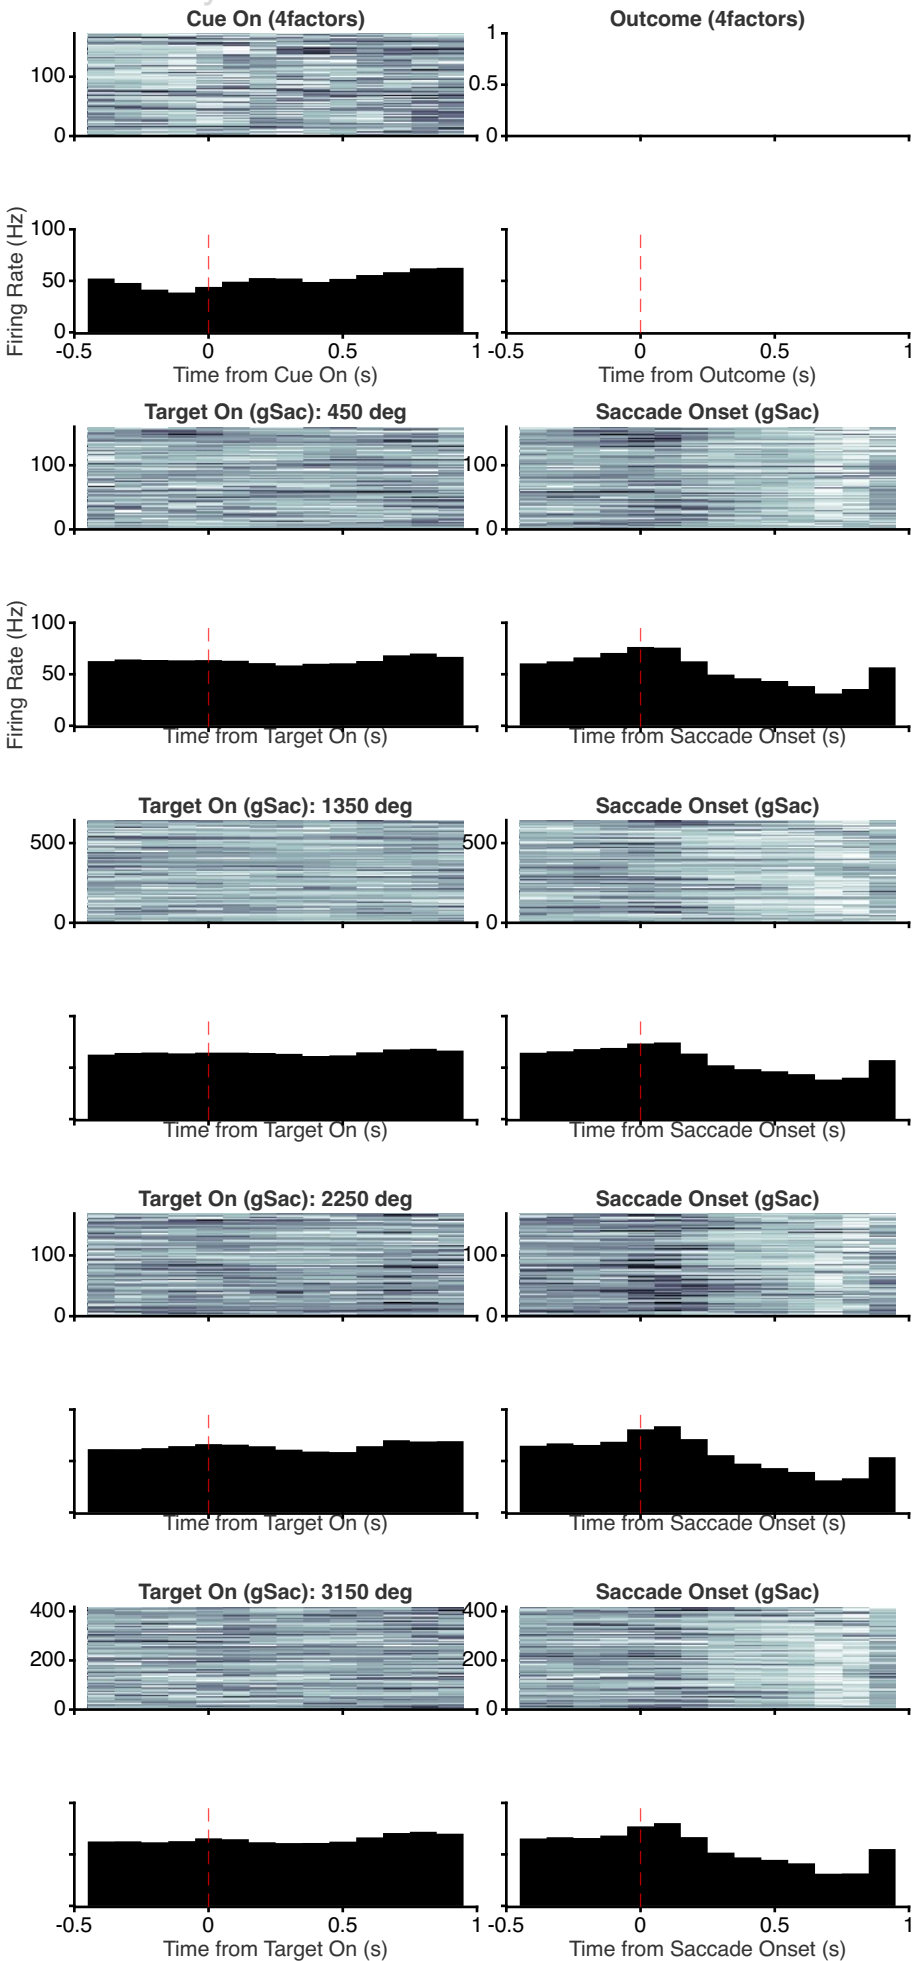 Cue On (4factors) Outcome (4factors)
100
0
1
0.5
0
Firing Rate (Hz)
100
50
0
-0.5 0 0.5 1
Time from Cue On (s)
-0.5 0 0.5 1
Time from Outcome (s)
Target On (gSac): 450 deg Saccade Onset (gSac)
100
0
100
0
Firing Rate (Hz)
100
50
0
Time from Target On (s) Time from Saccade Onset (s)
Target On (gSac): 1350 deg Saccade Onset (gSac)
500
0
500
0
Time from Target On (s) Time from Saccade Onset (s)
Target On (gSac): 2250 deg Saccade Onset (gSac)
100
0
100
0
Time from Target On (s) Time from Saccade Onset (s)
Target On (gSac): 3150 deg Saccade Onset (gSac)
400
200
0
400
200
0
-0.5 0 0.5 1
Time from Target On (s)
-0.5 0 0.5 1
Time from Saccade Onset (s)